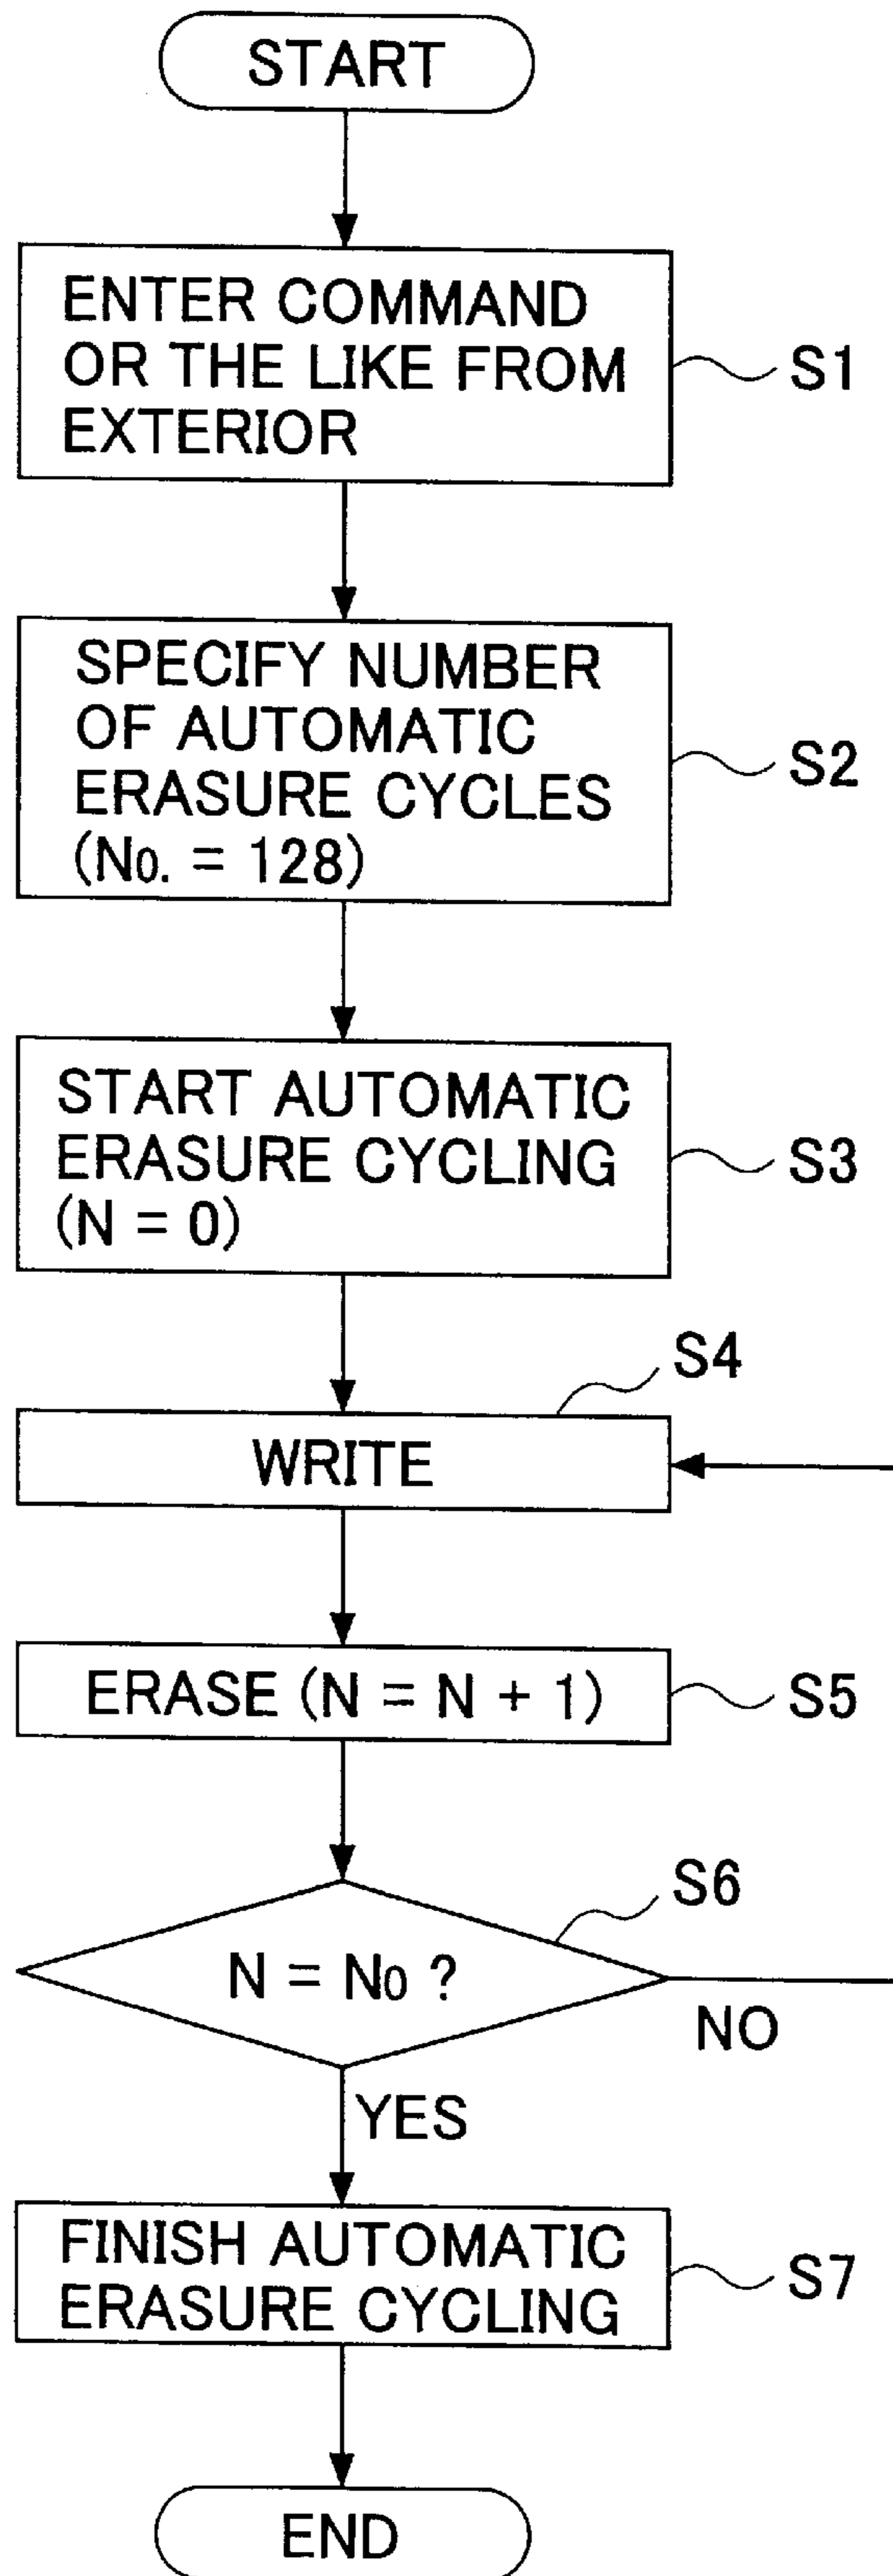 START
ENTER COMMAND
OR THE LIKE FROM
EXTERIOR
S1
SPECIFY NUMBER
OF AUTOMATIC
ERASURE CYCLES
(N0. = 128)
S2
START AUTOMATIC
ERASURE CYCLING
(N = 0)
S3
S4
WRITE
ERASE (N = N + 1)
S5
S6
N = N0 ?
NO
YES
FINISH AUTOMATIC
ERASURE CYCLING
S7
END